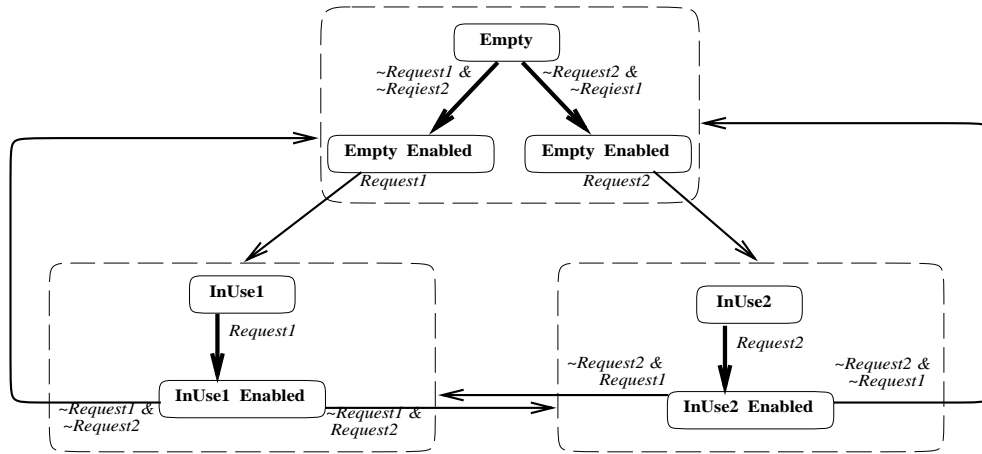 Empty
~Request1 &
~Reqiest2
~Request2 &
~Reqiest1
Empty Enabled
Empty Enabled
Request1
Request2
InUse1
Request1
InUse1 Enabled
~Request1 &
~Request2
~Request1 &
Request2
InUse2
Request2
~Request2 &
Request1
InUse2 Enabled
~Request2 &
~Request1